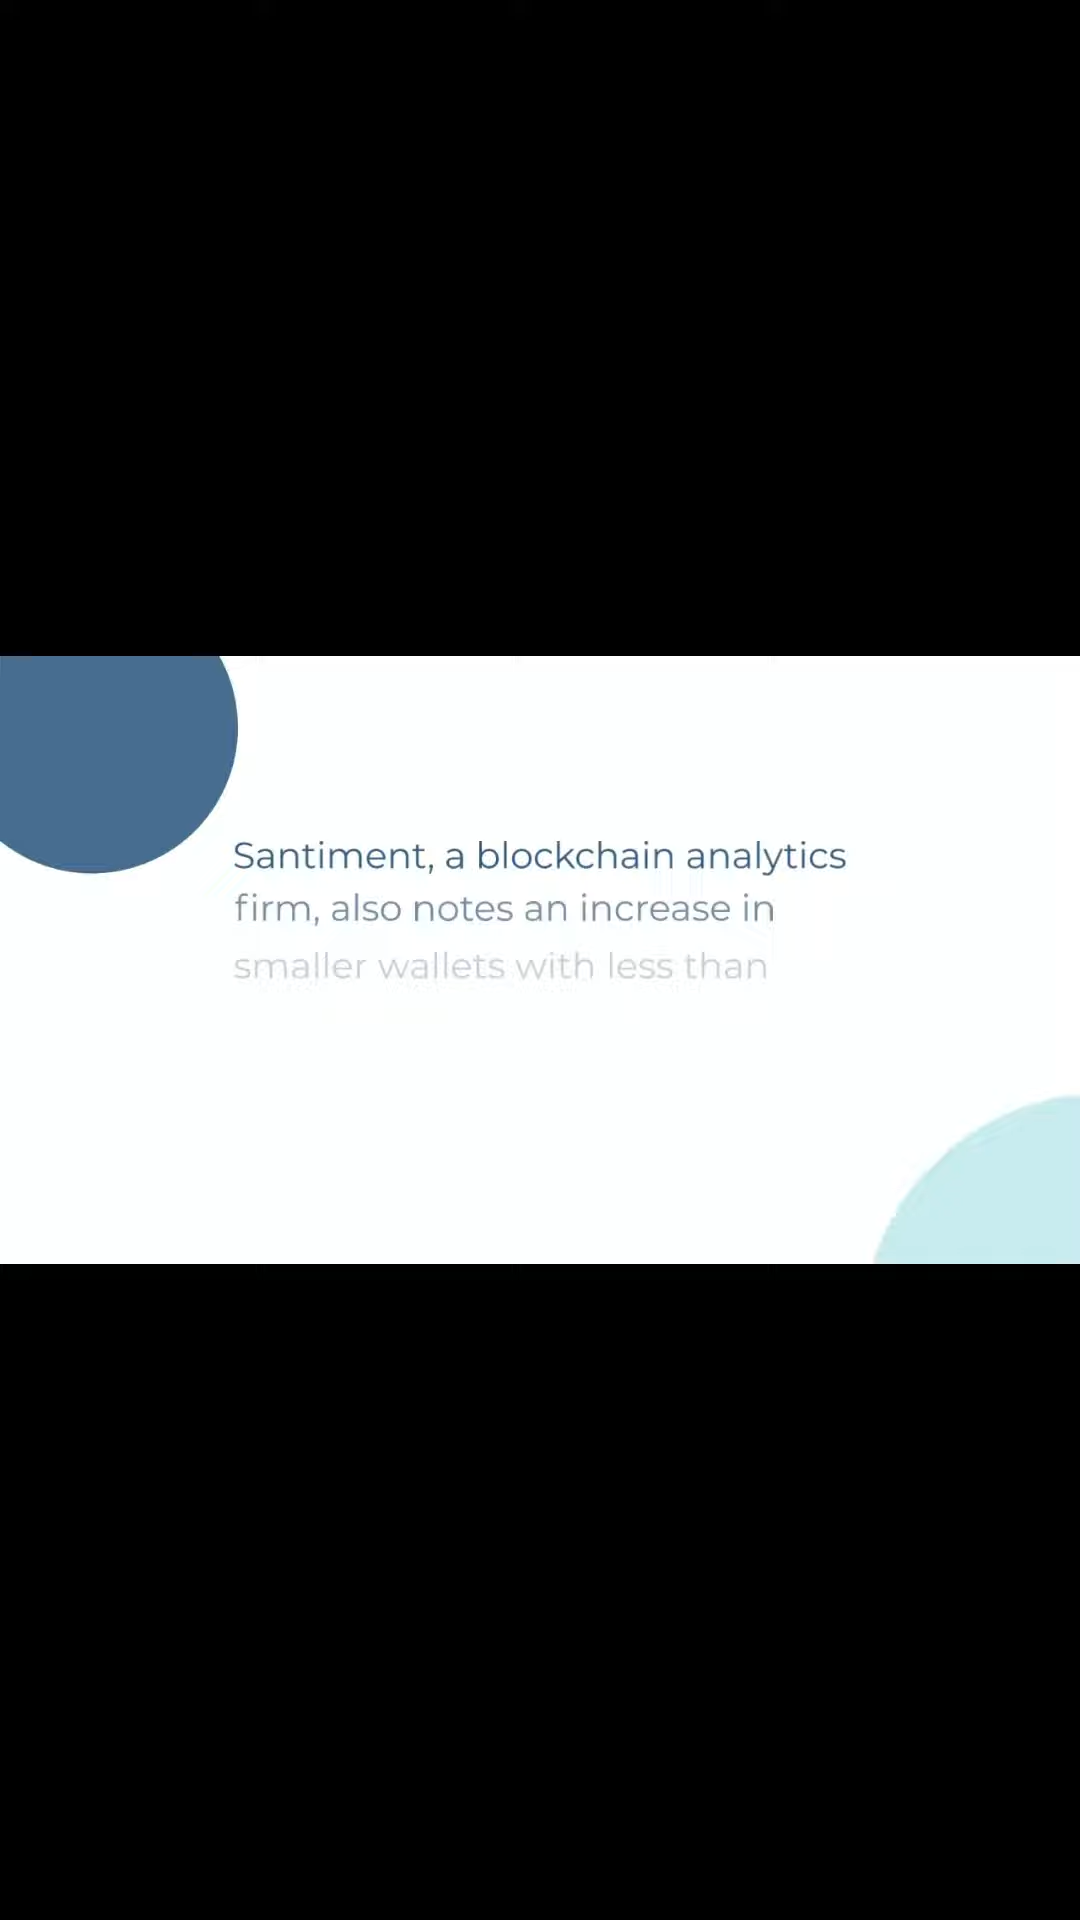 Santiment, a blockchain analytics
firm, also notes an increase in
smaller wallets with less than